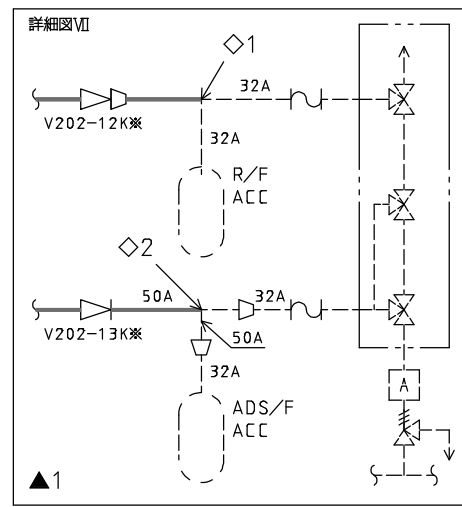 詳細図Ⅶ
◇1
32A
V202-12K※
32A
R/F
ACC
◇2
50A
32A
V202-13K※
50A
32A
A
ADS/F
ACC
▲1